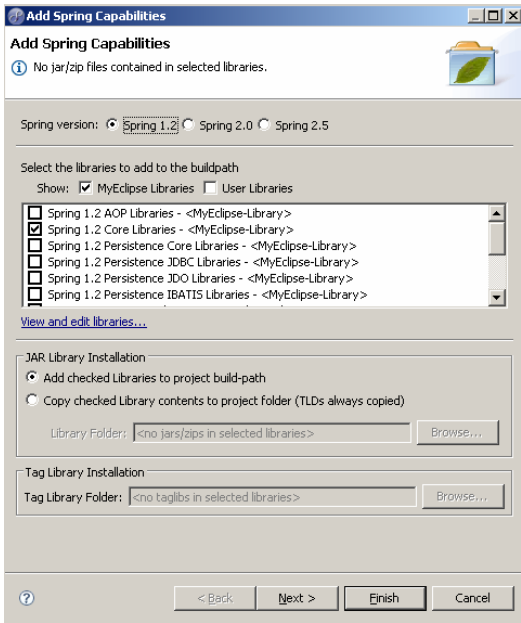 Add Spring Capabilities
Add Spring Capabilities
No jar/zip files contained in selected libraries.
Spring version: Spring 1.2 Spring 2.0 Spring 2.5
Select the libraries to add to the buildpath
Show: MyEclipse Libraries User Libraries
Spring 1.2 AOP Libraries - <MyEclipse-Library>
Spring 1.2 Core Libraries - <MyEclipse-Library>
Spring 1.2 Persistence Core Libraries - <MyEclipse-Library>
Spring 1.2 Persistence JDBC Libraries - <MyEclipse-Library>
Spring 1.2 Persistence JDO Libraries - <MyEclipse-Library>
Spring 1.2 Persistence IBATIS Libraries - <MyEclipse-Library>
View and edit libraries...
JAR Library Installation
Add checked Libraries to project build-path
Copy checked Library contents to project folder (TLDs always copied)
Library Folder: <no jars/zips in selected libraries> Browse...
Tag Library Installation
Tag Library Folder: <no taglibs in selected libraries> Browse...
< Back Next > Finish Cancel